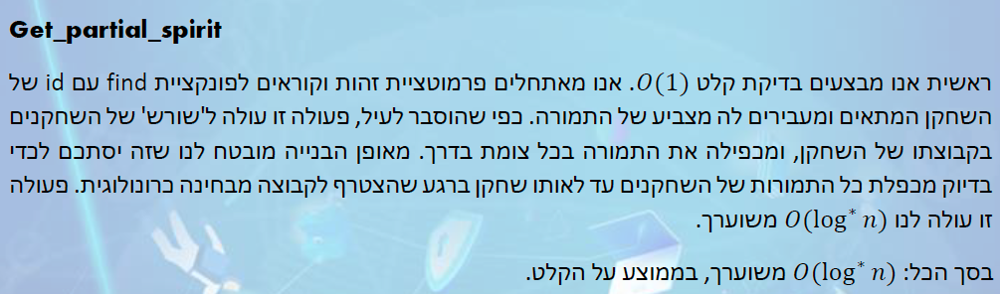 Get_partial_spirit
ראשית אנו מבצעים בדיקת קלט O(1). אנו מאתחלים פרמוטציית זהות וקוראים לפונקציית find עם id של
השחקן המתאים ומעבירים לה מצביע של התמורה. כפי שהוסבר לעיל, פעולה זו עולה ל'שורש' של השחקנים
בקבוצתו של השחקן, ומכפילה את התמורה בכל צומת בדרך. מאופן הבנייה מובטח לנו שזה יסתכם לכדי
בדיוק מכפלת כל התמורות של השחקנים עד לאותו שחקן ברגע שהצטרף לקבוצה מבחינה כרונולוגית. פעולה
זו עולה לנו O(log* n) משוערך.
בסך הכל: O(log* n) משוערך, בממוצע על הקלט.